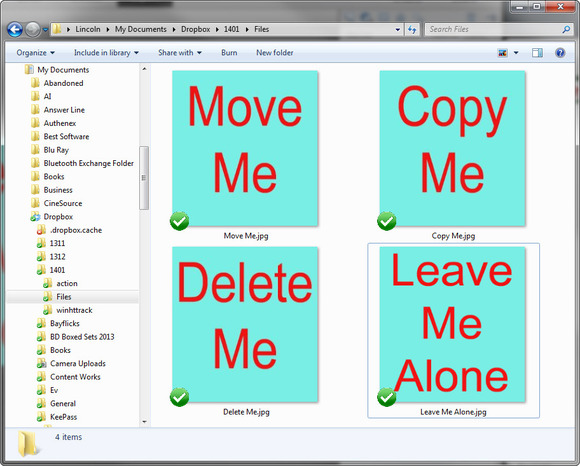 Lincoln ▸ My Documents ▸ Dropbox ▸ 1401 ▸ Files
Search Files
Organize Include in library Share with Burn New folder
My Documents
Abandoned
AI
Answer Line
Authenex
Best Software
Blu Ray
Bluetooth Exchange Folder
Books
Business
CineSource
Dropbox
.dropbox.cache
1311
1312
1401
action
Files
winhttrack
Bayflicks
BD Boxed Sets 2013
Books
Camera Uploads
Content Works
Ev
General
KeePass
Move
Me
Move Me.jpg
Copy
Me
Copy Me.jpg
Delete
Me
Delete Me.jpg
Leave
Me
Alone
Leave Me Alone.jpg
4 items